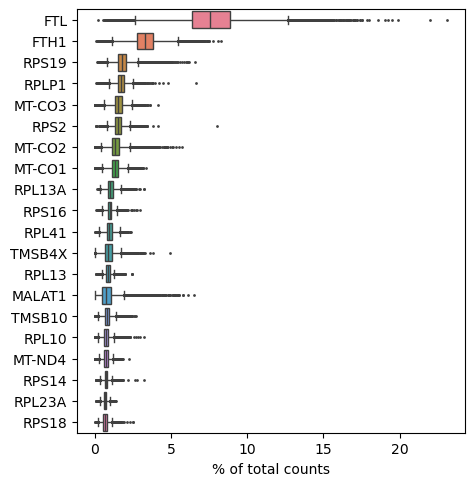 FTL
FTH1
RPS19
RPLP1
MT-CO3
RPS2
MT-CO2
MT-CO1
RPL13A
RPS16
RPL41
TMSB4X
RPL13
MALAT1
TMSB10
RPL10
MT-ND4
RPS14
RPL23A
RPS18
0 5 10 15 20
% of total counts